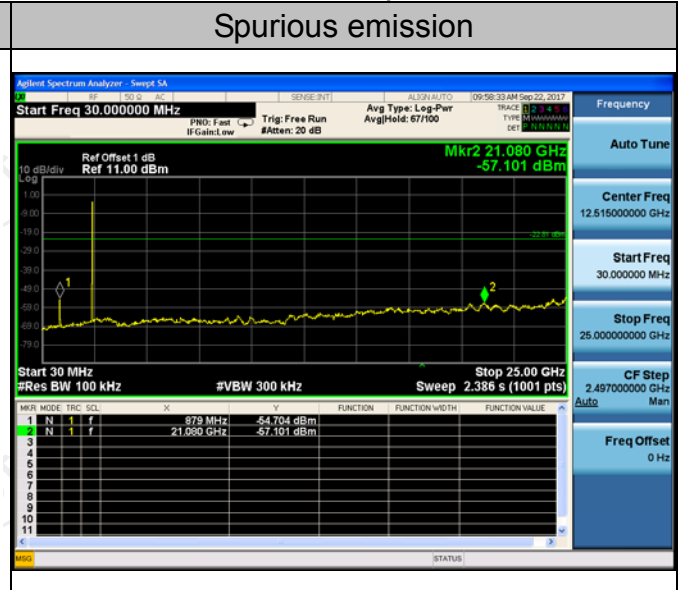 Spurious emission
Agilent Spectrum Analyzer - Swept SA
RF 50 Ω AC SENSE:INT ALIGN AUTO 09:58:33 AM Sep 22, 2017
Start Freq 30.000000 MHz
PNO: Fast
IFGain:Low
Trig: Free Run
#Atten: 20 dB
Avg Type: Log-Pwr
Avg|Hold: 67/100
TRACE 1 2 3 4 5 6
TYPE M
DET P N N N N N
Frequency
Auto Tune
Center Freq
12.515000000 GHz
Start Freq
30.000000 MHz
Stop Freq
25.000000000 GHz
CF Step
2.497000000 GHz
Auto Man
Freq Offset
0 Hz
Mkr2 21.080 GHz
-57.101 dBm
Ref Offset 1 dB
10 dB/div Ref 11.00 dBm
Log
1.00
-9.00
-19.0
-22.81 dBm
-29.0
-39.0
-49.0
-59.0
-69.0
-79.0
1
2
Start 30 MHz Stop 25.00 GHz
#Res BW 100 kHz #VBW 300 kHz Sweep 2.386 s (1001 pts)
MKR MODE TRC SCL X Y FUNCTION FUNCTION WIDTH FUNCTION VALUE
1 N 1 f 879 MHz -54.704 dBm
2 N 1 f 21.080 GHz -57.101 dBm
3
4
5
6
7
8
9
10
11
MSG STATUS